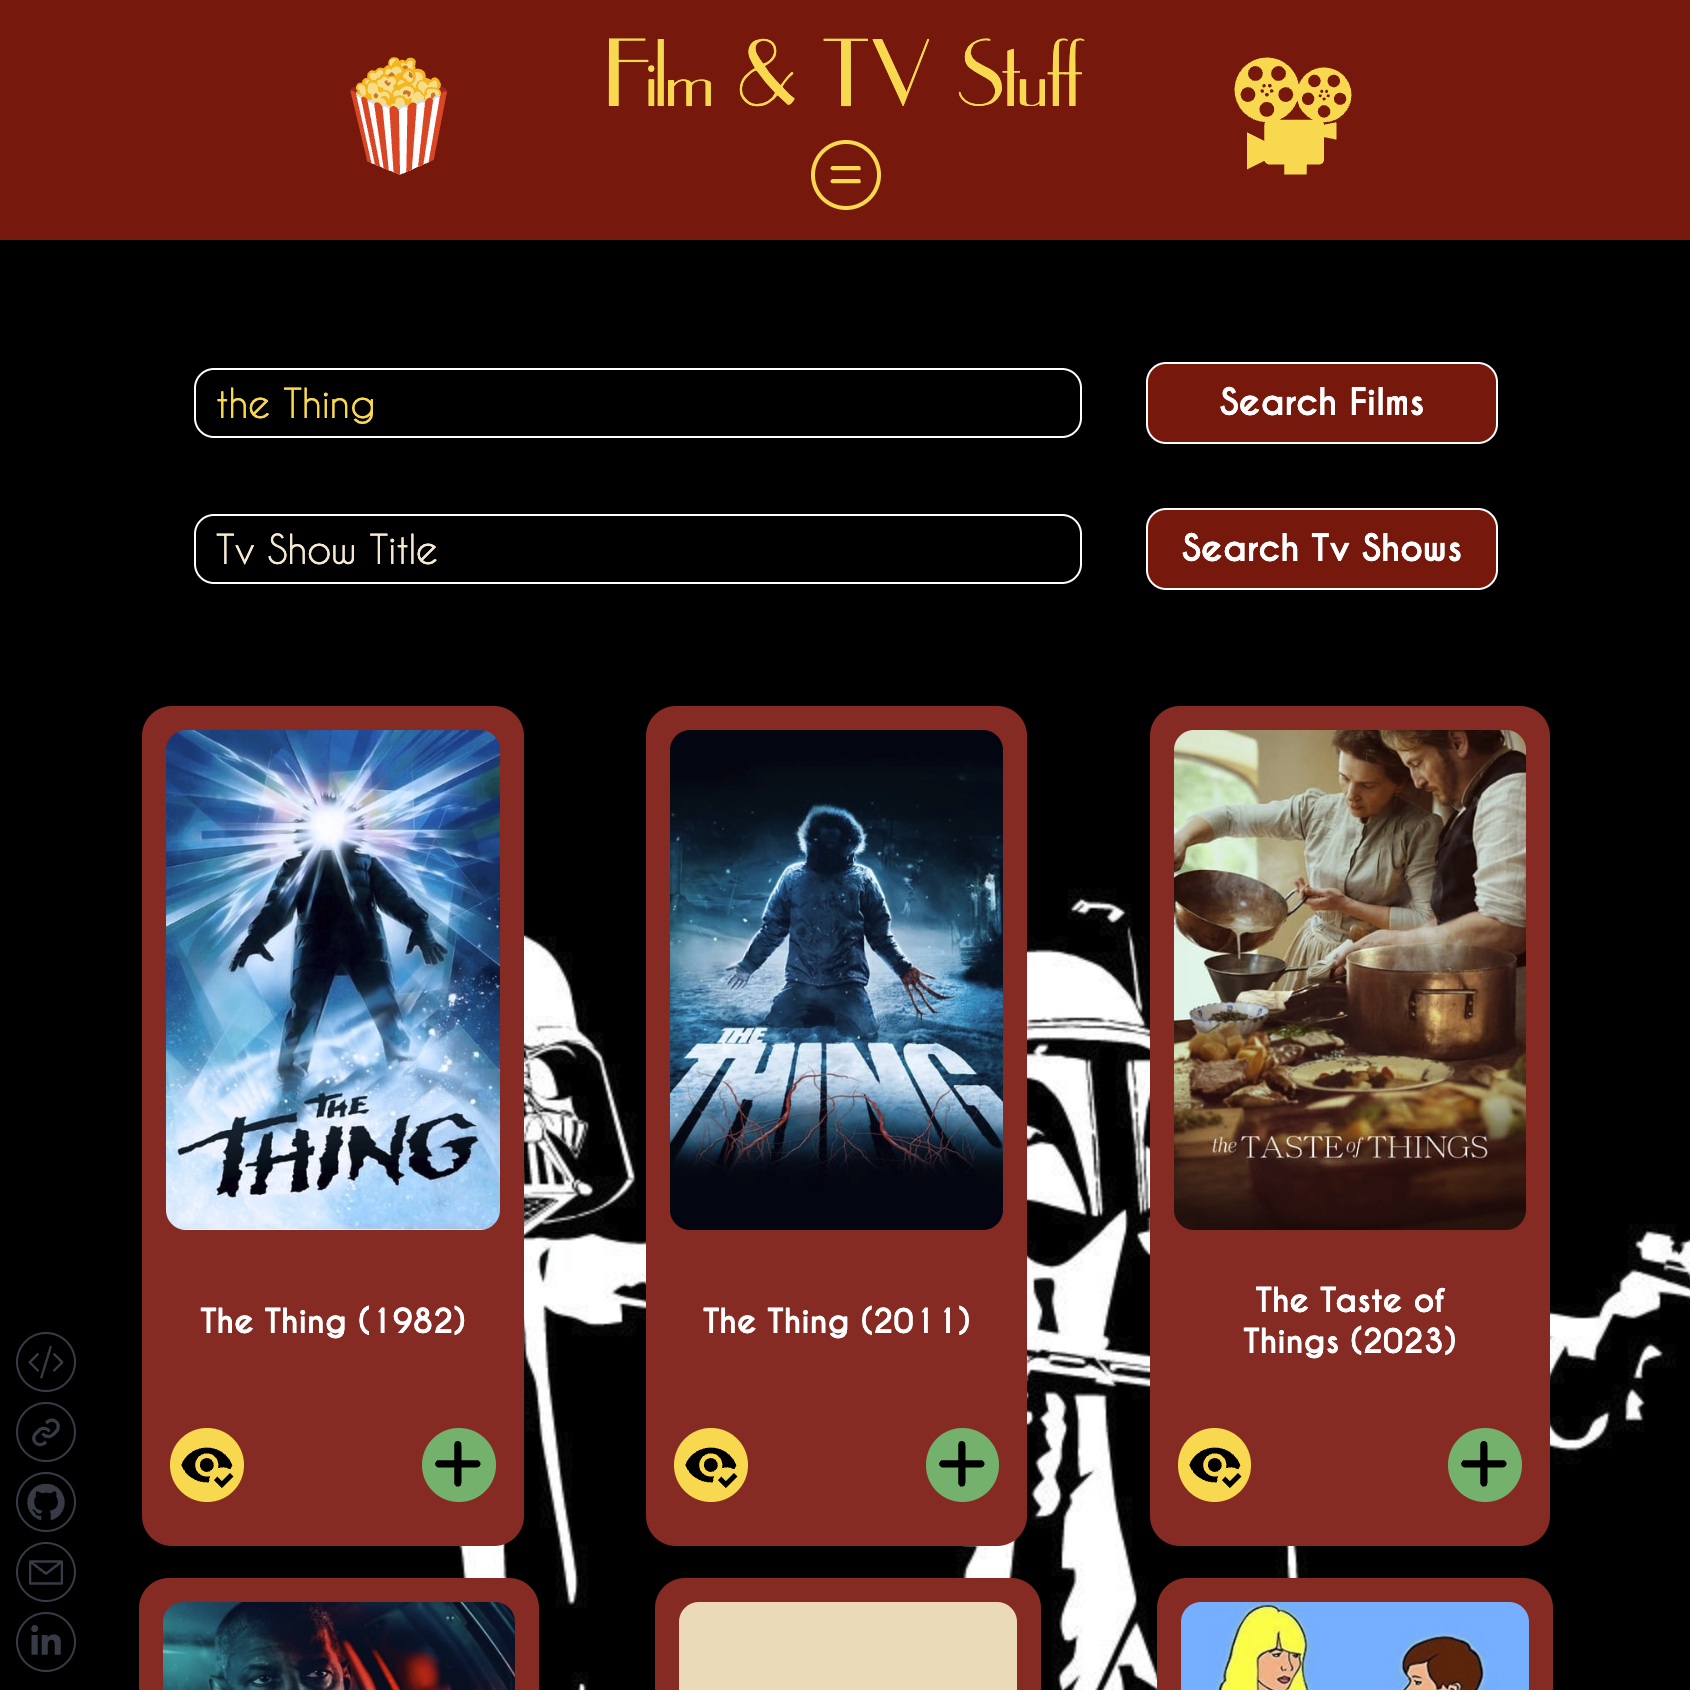 Film & TV Stuff
the Thing
Search Films
Tv Show Title
Search Tv Shows
THE
THING
THE
THING
the TASTE of THINGS
The Thing (1982)
The Thing (2011)
The Taste of
Things (2023)
in